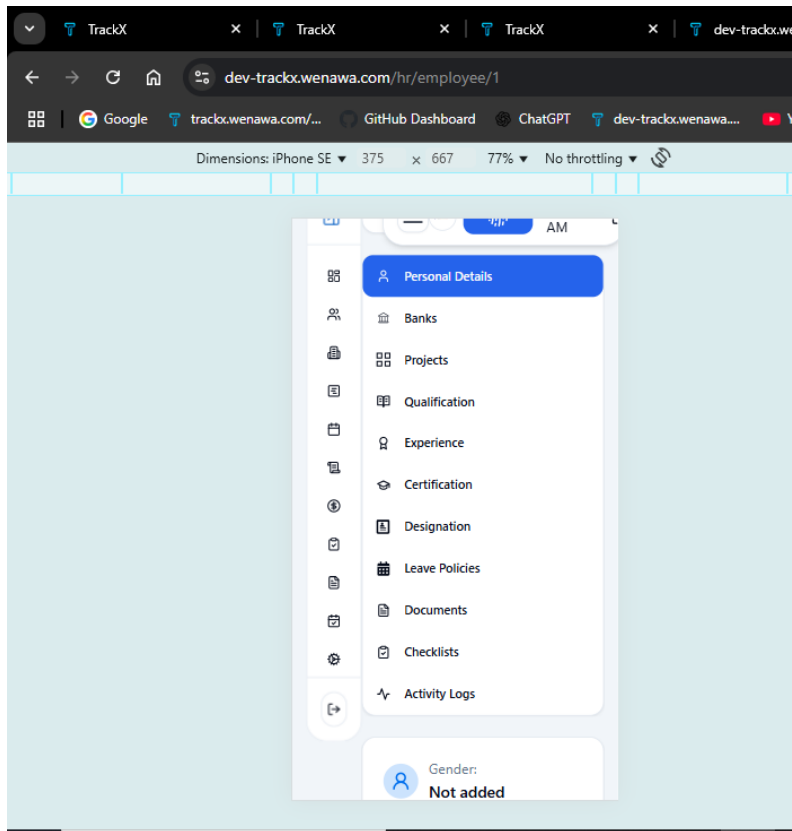 TrackX
TrackX
TrackX
dev-trackx.we
dev-trackx.wenawa.com/hr/employee/1
Google
trackx.wenawa.com/...
GitHub Dashboard
ChatGPT
dev-trackx.wenawa....
Dimensions: iPhone SE 375 × 667 77% No throttling
AM
Personal Details
Banks
Projects
Qualification
Experience
Certification
Designation
Leave Policies
Documents
Checklists
Activity Logs
Gender:
Not added